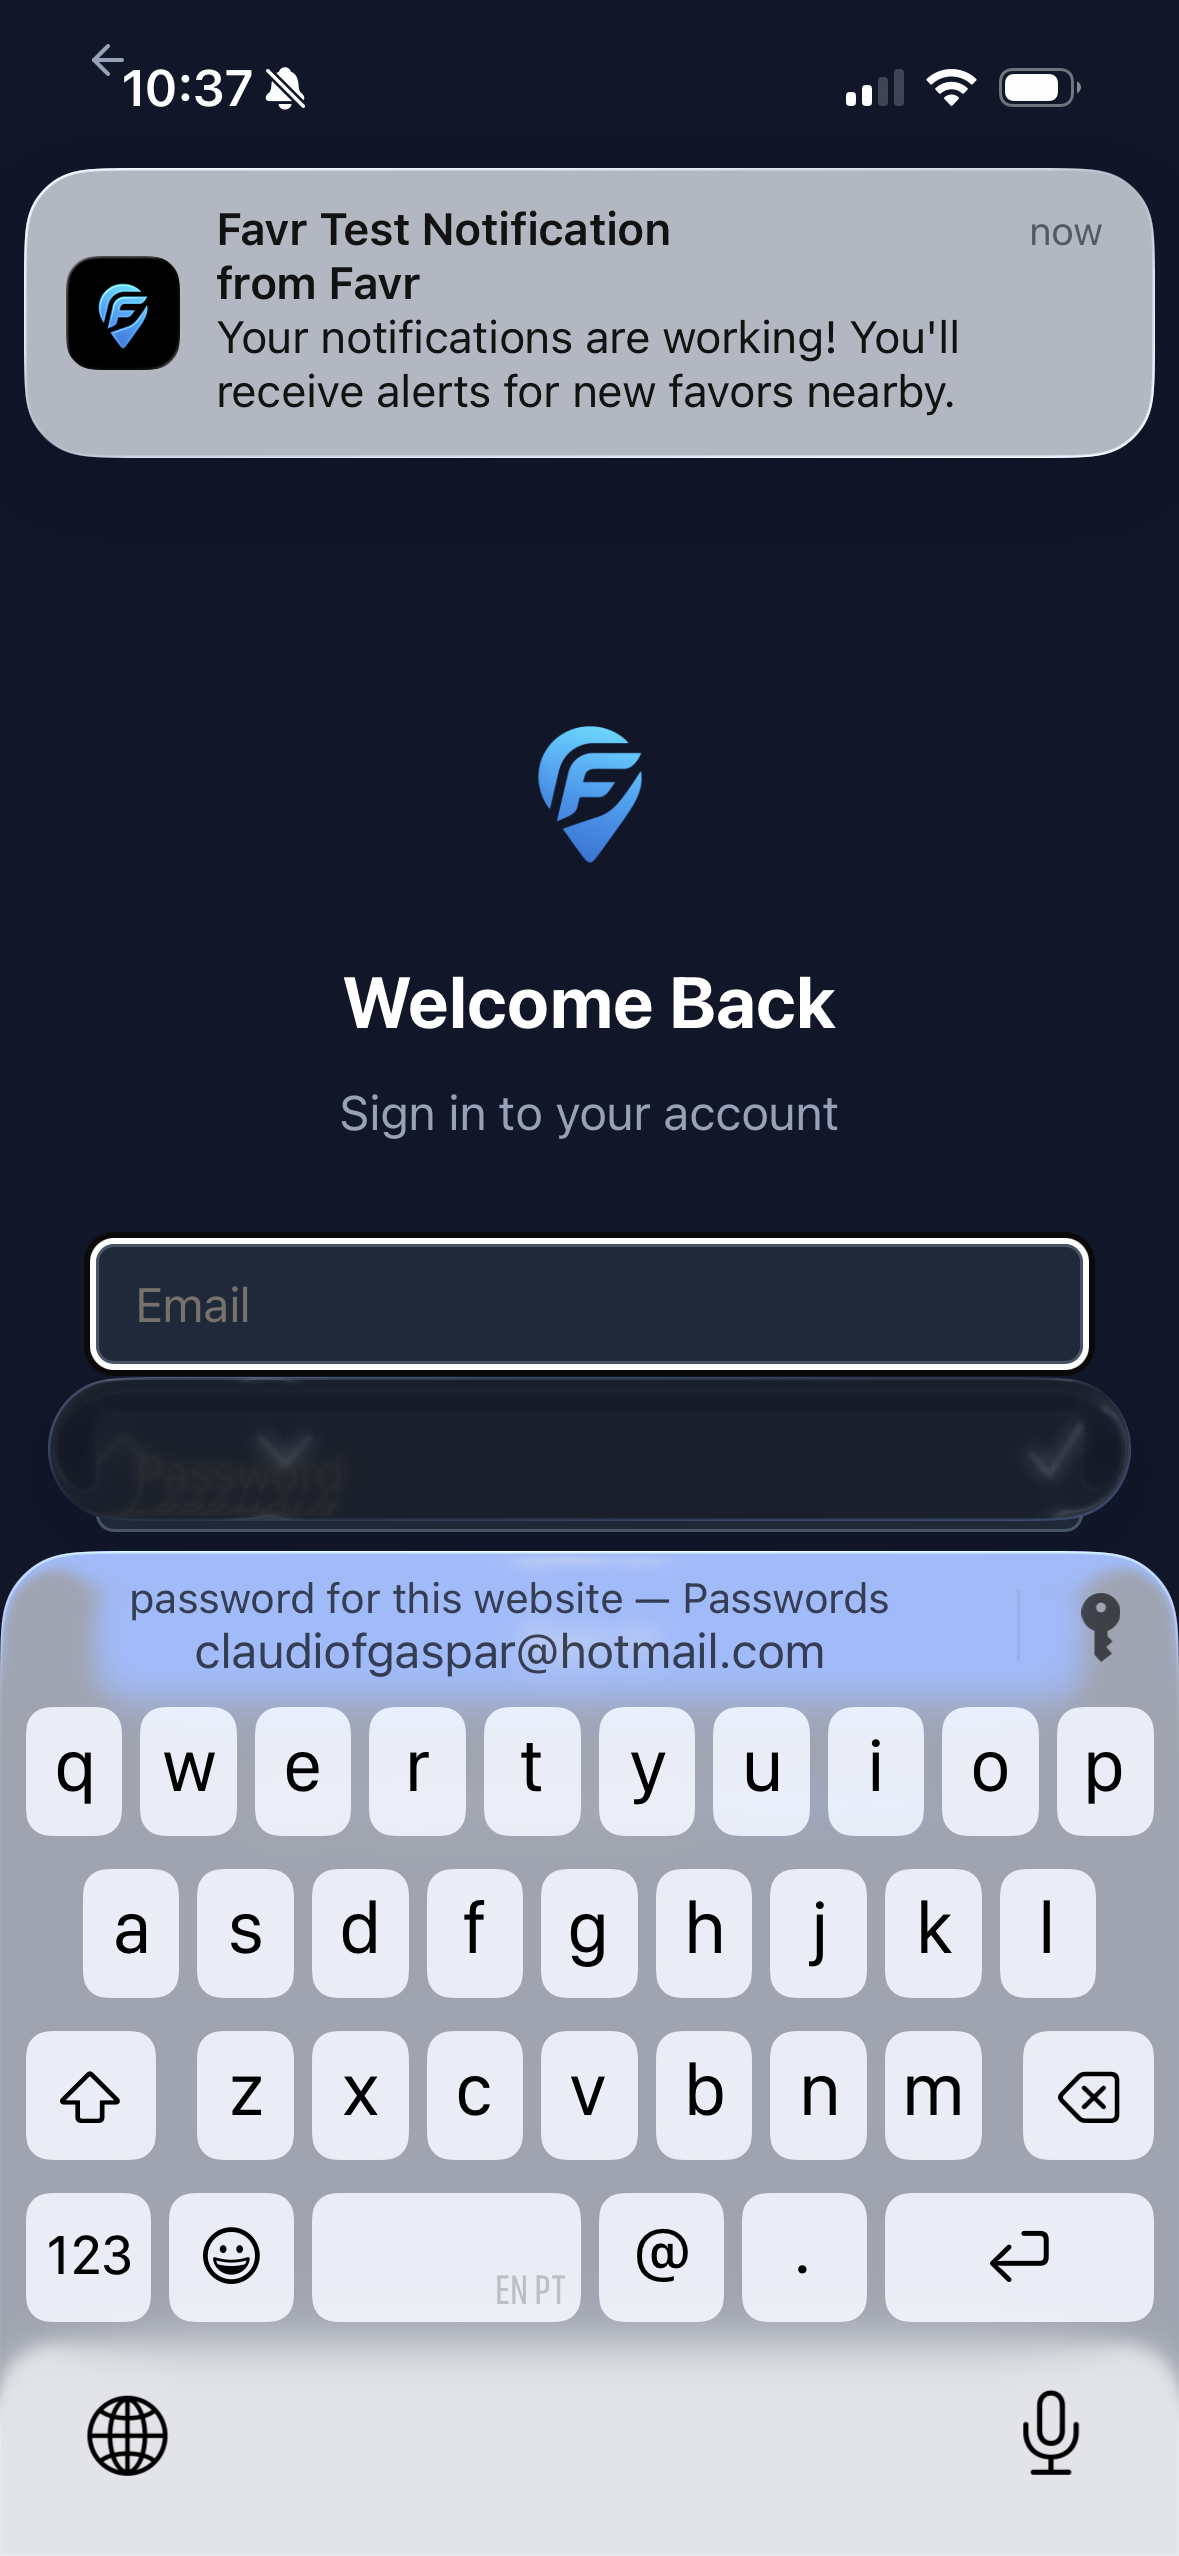 10:37
Favr Test Notification
now
from Favr
Your notifications are working! You'll
receive alerts for new favors nearby.
Welcome Back
Sign in to your account
Email
Password
password for this website — Passwords
claudiofgaspar@hotmail.com
q w e r t y u i o p
a s d f g h j k l
z x c v b n m
123 @ .
EN PT